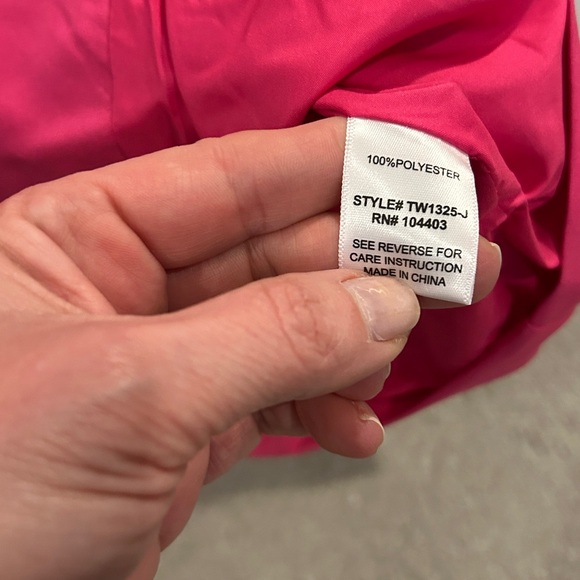 100%POLYESTER
STYLE# TW1325-J
RN# 104403
SEE REVERSE FOR
CARE INSTRUCTION
MADE IN CHINA